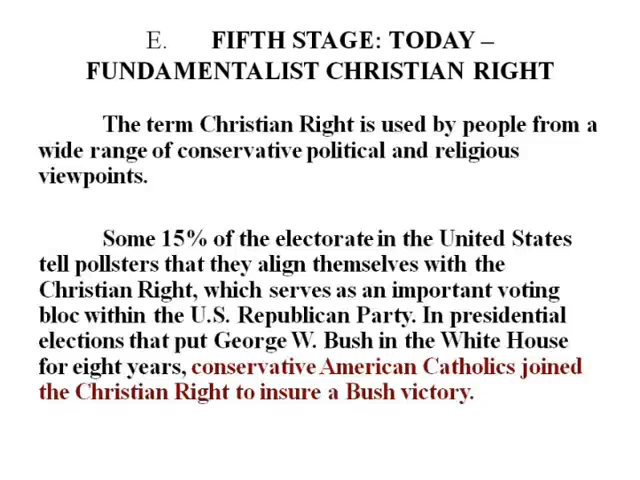 E. FIFTH STAGE: TODAY –
FUNDAMENTALIST CHRISTIAN RIGHT
The term Christian Right is used by people from a
wide range of conservative political and religious
viewpoints.
Some 15% of the electorate in the United States
tell pollsters that they align themselves with the
Christian Right, which serves as an important voting
bloc within the U.S. Republican Party. In presidential
elections that put George W. Bush in the White House
for eight years, conservative American Catholics joined
the Christian Right to insure a Bush victory.